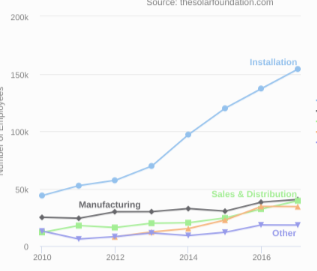 Source: thesolarfoundation.com
200k
Installation
150k
Number of Employees
100k
50k
Sales & Distribution
Manufacturing
Other
0
2010 2012 2014 2016